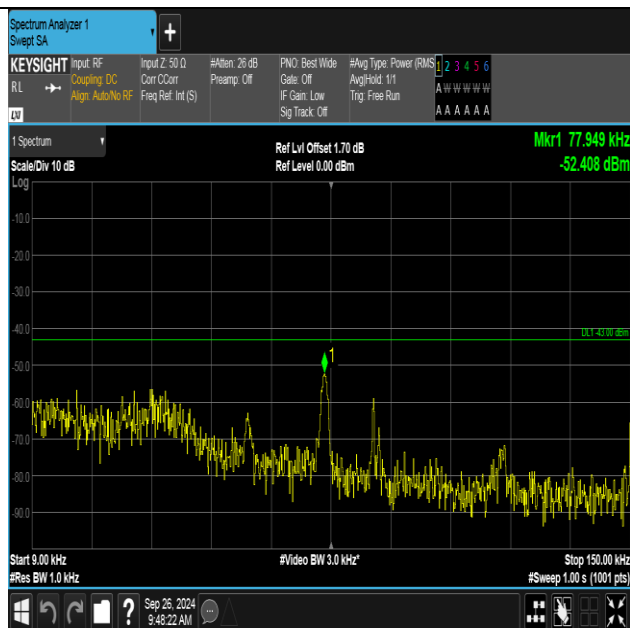 Spectrum Analyzer 1
Swept SA
+
KEYSIGHT Input: RF Input Z: 50 Ω #Atten: 26 dB PNO: Best Wide #Avg Type: Power (RMS 1 2 3 4 5 6
RL Coupling: DC Corr CCorr Preamp: Off Gate: Off Avg|Hold: 1/1 A W W W W W
Align: Auto/No RF Freq Ref: Int (S) IF Gain: Low Trig: Free Run
LXI Sig Track: Off A A A A A A
1 Spectrum Ref Lvl Offset 1.70 dB Mkr1 77.949 kHz
Scale/Div 10 dB Ref Level 0.00 dBm -52.408 dBm
Log
-10.0
-20.0
-30.0
-40.0
DL1 -43.00 dBm
1
-50.0
-60.0
-70.0
-80.0
-90.0
Start 9.00 kHz #Video BW 3.0 kHz* Stop 150.00 kHz
#Res BW 1.0 kHz #Sweep 1.00 s (1001 pts)
? Sep 26, 2024
9:48:22 AM